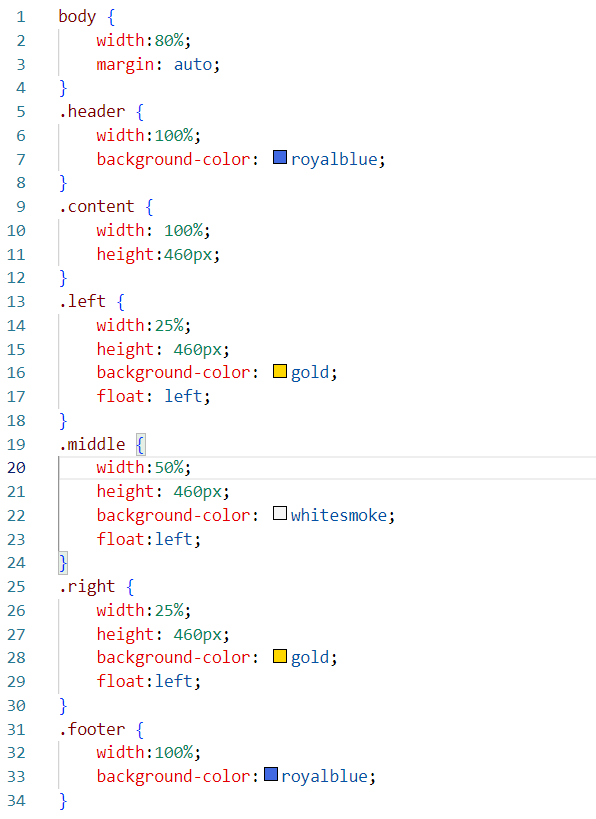 1 body {
2 width:80%;
3 margin: auto;
4 }
5 .header {
6 width:100%;
7 background-color: royalblue;
8 }
9 .content {
10 width: 100%;
11 height:460px;
12 }
13 .left {
14 width:25%;
15 height: 460px;
16 background-color: gold;
17 float: left;
18 }
19 .middle {
20 width:50%;
21 height: 460px;
22 background-color: whitesmoke;
23 float:left;
24 }
25 .right {
26 width:25%;
27 height: 460px;
28 background-color: gold;
29 float:left;
30 }
31 .footer {
32 width:100%;
33 background-color: royalblue;
34 }